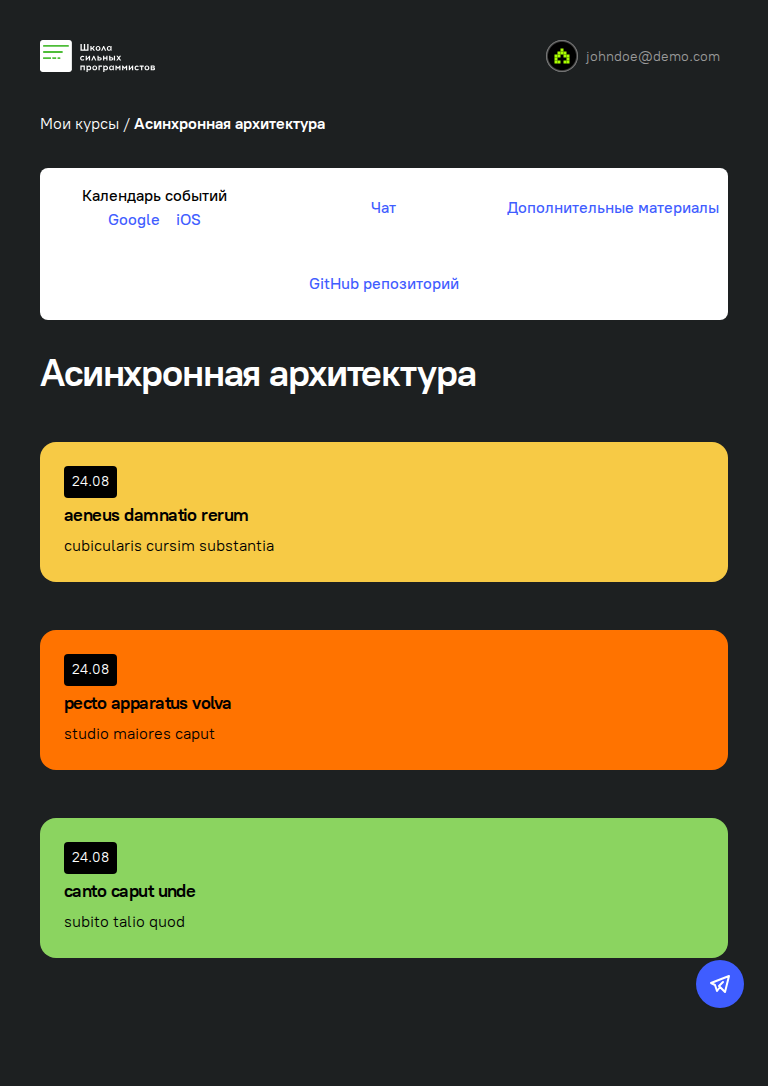 Школа
сильных
программистов
johndoe@demo.com
Мои курсы / Асинхронная архитектура
Календарь событий
Google iOS
Чат
Дополнительные материалы
GitHub репозиторий
Асинхронная архитектура
24.08
aeneus damnatio rerum
cubicularis cursim substantia
24.08
pecto apparatus volva
studio maiores caput
24.08
canto caput unde
subito talio quod